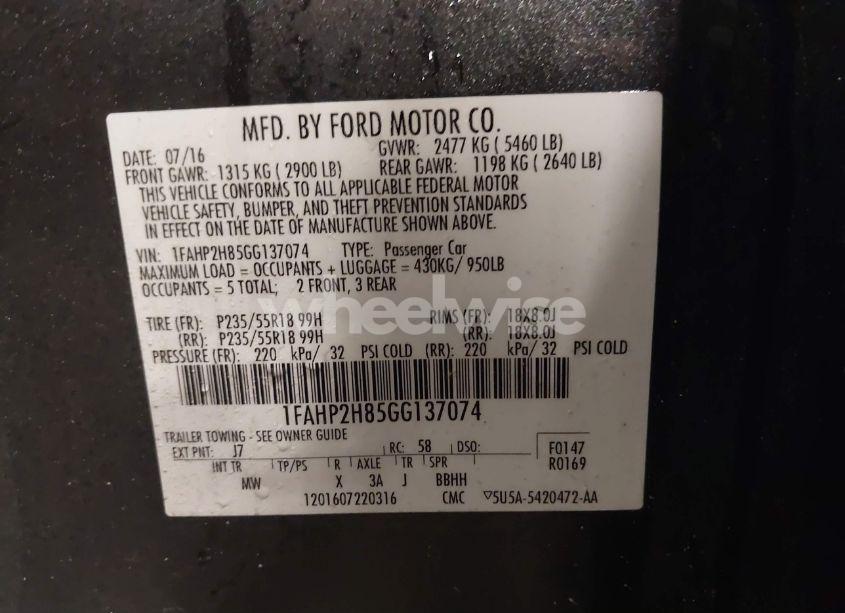 MFD. BY FORD MOTOR CO.
DATE: 07/16 GVWR: 2477 KG ( 5460 LB)
FRONT GAWR: 1315 KG ( 2900 LB) REAR GAWR: 1198 KG ( 2640 LB)
THIS VEHICLE CONFORMS TO ALL APPLICABLE FEDERAL MOTOR
VEHICLE SAFETY, BUMPER, AND THEFT PREVENTION STANDARDS
IN EFFECT ON THE DATE OF MANUFACTURE SHOWN ABOVE.
VIN: 1FAHP2H85GG137074 TYPE: Passenger Car
MAXIMUM LOAD = OCCUPANTS + LUGGAGE = 430KG/ 950LB
OCCUPANTS = 5 TOTAL; 2 FRONT, 3 REAR
wheelwise
TIRE (FR): P235/55R18 99H RIMS (FR): 18X8.0J
(RR): P235/55R18 99H (RR): 18X8.0J
PRESSURE (FR): 220 kPa/ 32 PSI COLD (RR): 220 kPa/ 32 PSI COLD
1FAHP2H85GG137074
TRAILER TOWING - SEE OWNER GUIDE
EXT PNT: J7 RC: 58 DSO: F0147
INT TR TP/PS R AXLE TR SPR R0169
MW X 3A J BBHH
1201607220316 CMC ▽5U5A-5420472-AA